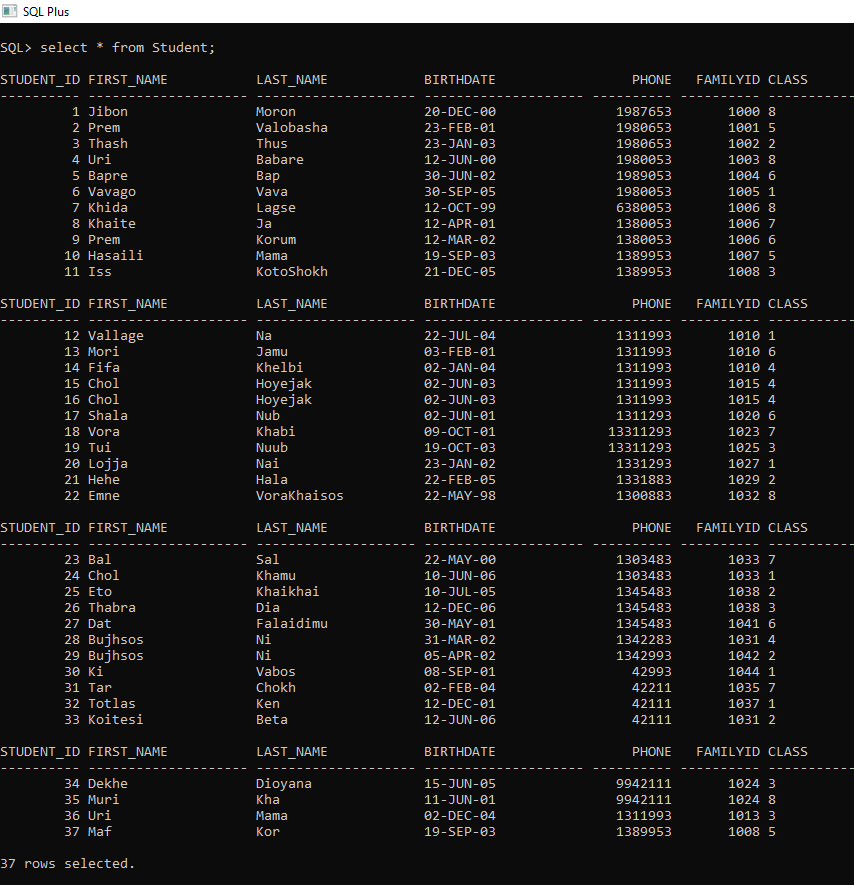 SQL Plus
SQL> select * from Student;
STUDENT_ID FIRST_NAME           LAST_NAME            BIRTHDATE                 PHONE   FAMILYID CLASS
---------- -------------------- -------------------- -------------------- ---------- ---------- ----------
         1 Jibon                Moron                20-DEC-00               1987653       1000 8
         2 Prem                 Valobasha            23-FEB-01               1980653       1001 5
         3 Thash                Thus                 23-JAN-03               1980053       1002 2
         4 Uri                  Babare               12-JUN-00               1980053       1003 8
         5 Bapre                Bap                  30-JUN-02               1989053       1004 6
         6 Vavago               Vava                 30-SEP-05               1980053       1005 1
         7 Khida                Lagse                12-OCT-99               6380053       1006 8
         8 Khaite               Ja                   12-APR-01               1380053       1006 7
         9 Prem                 Korum                12-MAR-02               1380053       1006 6
        10 Hasaili              Mama                 19-SEP-03               1389953       1007 5
        11 Iss                  KotoShokh            21-DEC-05               1389953       1008 3
STUDENT_ID FIRST_NAME           LAST_NAME            BIRTHDATE                 PHONE   FAMILYID CLASS
---------- -------------------- -------------------- -------------------- ---------- ---------- ----------
        12 Vallage              Na                   22-JUL-04               1311993       1010 1
        13 Mori                 Jamu                 03-FEB-01               1311993       1010 6
        14 Fifa                 Khelbi               02-JAN-04               1311993       1010 4
        15 Chol                 Hoyejak              02-JUN-03               1311993       1015 4
        16 Chol                 Hoyejak              02-JUN-03               1311993       1015 4
        17 Shala                Nub                  02-JUN-01               1311293       1020 6
        18 Vora                 Khabi                09-OCT-01              13311293       1023 7
        19 Tui                  Nuub                 19-OCT-03              13311293       1025 3
        20 Lojja                Nai                  23-JAN-02               1331293       1027 1
        21 Hehe                 Hala                 22-FEB-05               1331883       1029 2
        22 Emne                 VoraKhaisos          22-MAY-98               1300883       1032 8
STUDENT_ID FIRST_NAME           LAST_NAME            BIRTHDATE                 PHONE   FAMILYID CLASS
---------- -------------------- -------------------- -------------------- ---------- ---------- ----------
        23 Bal                  Sal                  22-MAY-00               1303483       1033 7
        24 Chol                 Khamu                10-JUN-06               1303483       1033 1
        25 Eto                  Khaikhai             10-JUL-05               1345483       1038 2
        26 Thabra               Dia                  12-DEC-06               1345483       1038 3
        27 Dat                  Falaidimu            30-MAY-01               1345483       1041 6
        28 Bujhsos              Ni                   31-MAR-02               1342283       1031 4
        29 Bujhsos              Ni                   05-APR-02               1342993       1042 2
        30 Ki                   Vabos                08-SEP-01                 42993       1044 1
        31 Tar                  Chokh                02-FEB-04                 42211       1035 7
        32 Totlas               Ken                  12-DEC-01                 42111       1037 1
        33 Koitesi              Beta                 12-JUN-06                 42111       1031 2
STUDENT_ID FIRST_NAME           LAST_NAME            BIRTHDATE                 PHONE   FAMILYID CLASS
---------- -------------------- -------------------- -------------------- ---------- ---------- ----------
        34 Dekhe                Dioyana              15-JUN-05               9942111       1024 3
        35 Muri                 Kha                  11-JUN-01               9942111       1024 8
        36 Uri                  Mama                 02-DEC-04               1311993       1013 3
        37 Maf                  Kor                  19-SEP-03               1389953       1008 5
37 rows selected.